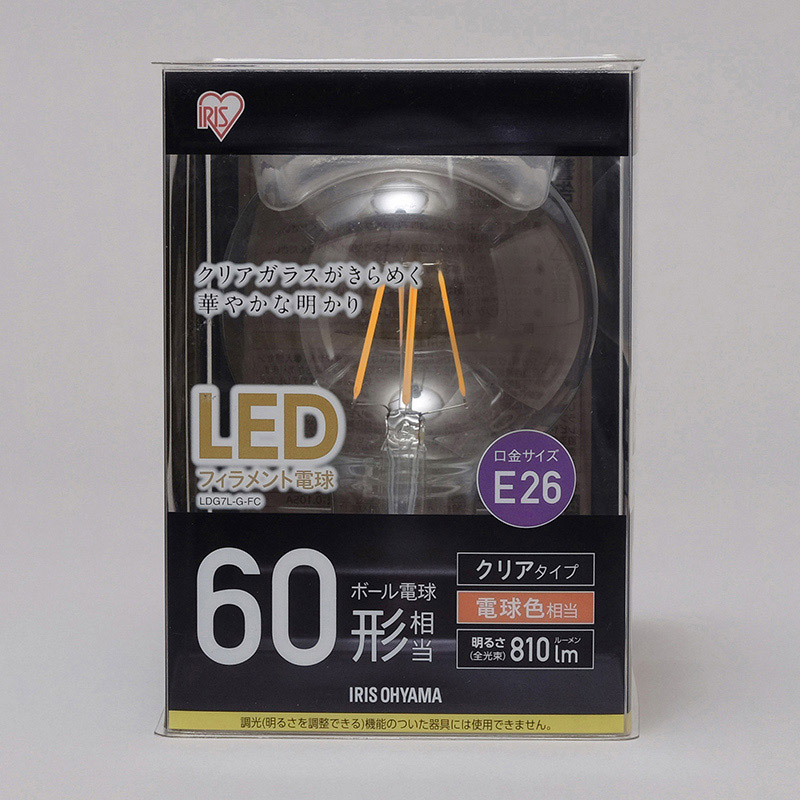 IRIS
クリアガラスがきらめく
華やかな明かり
LED
フィラメント電球
LDG7L-G-FC
口金サイズ
E26
60
ボール電球
形相当
クリアタイプ
電球色相当
明るさ
(全光束)
810
ルーメン
lm
IRIS OHYAMA
調光(明るさを調整できる)機能のついた器具には使用できません。